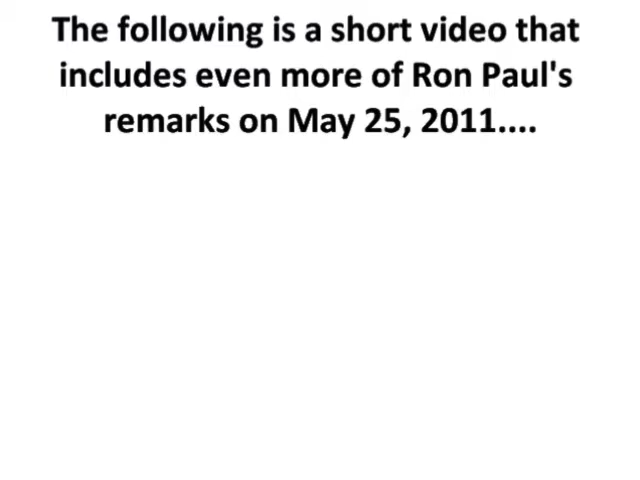 The following is a short video that
includes even more of Ron Paul's
remarks on May 25, 2011....